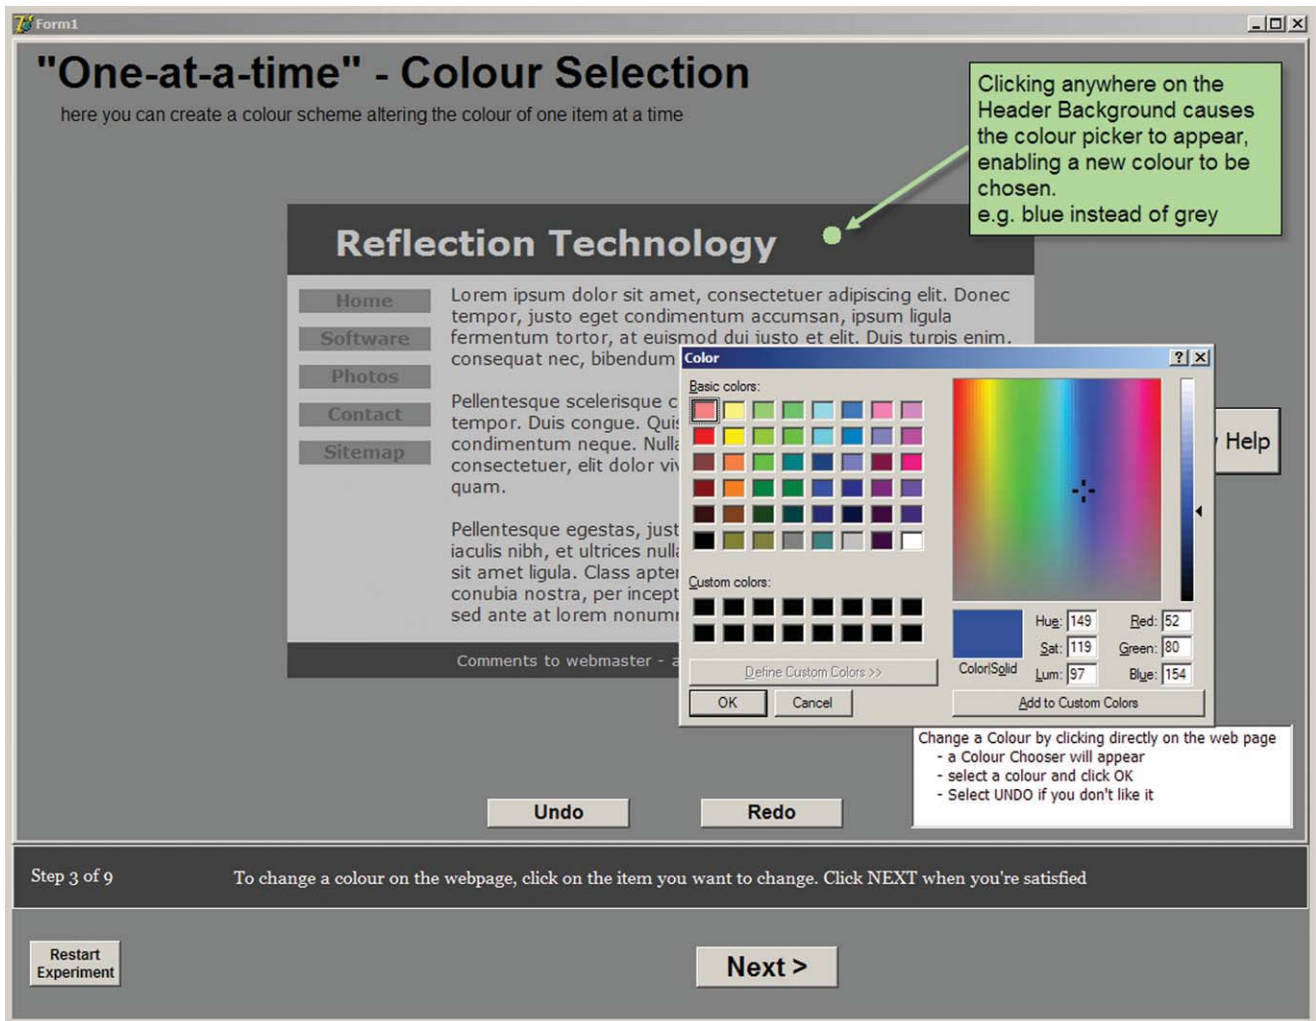 Form1
"One-at-a-time" - Colour Selection
here you can create a colour scheme altering the colour of one item at a time
Clicking anywhere on the
Header Background causes
the colour picker to appear,
enabling a new colour to be
chosen.
e.g. blue instead of grey
Reflection Technology
Home
Software
Photos
Contact
Sitemap
Lorem ipsum dolor sit amet, consectetuer adipiscing elit. Donec
tempor, justo eget condimentum accumsan, ipsum ligula
fermentum tortor, at euismod dui justo et elit. Duis turpis enim,
consequat nec, bibendum
Pellentesque scelerisque
tempor. Duis congue.
condimentum neque.
consectetuer, elit dolor
quam.
Pellentesque egestas,
iaculis nibh, et ultrices
sit amet ligula. Class
conubia nostra, per
sed ante at lorem
Comments to webmaster -
Color
Basic colors:
Custom colors:
Define Custom Colors >>
OK
Cancel
Color|Solid
Hue: 149
Sat: 119
Lum: 97
Red: 52
Green: 80
Blue: 154
Add to Custom Colors
Help
Change a Colour by clicking directly on the web page
- a Colour Chooser will appear
- select a colour and click OK
- Select UNDO if you don't like it
Undo
Redo
Step 3 of 9
To change a colour on the webpage, click on the item you want to change. Click NEXT when you're satisfied
Restart
Experiment
Next >